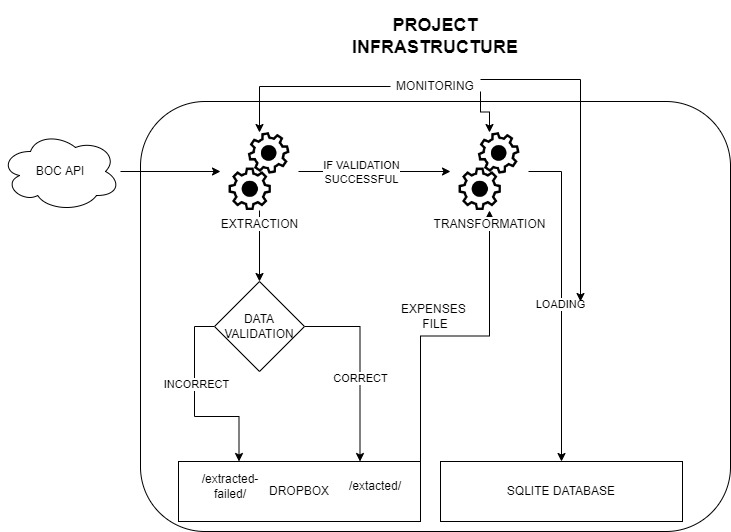 PROJECT
INFRASTRUCTURE
MONITORING
BOC API
IF VALIDATION
SUCCESSFUL
EXTRACTION
TRANSFORMATION
DATA
VALIDATION
EXPENSES
FILE
LOADING
INCORRECT
CORRECT
/extracted-
failed/
DROPBOX
/extacted/
SQLITE DATABASE